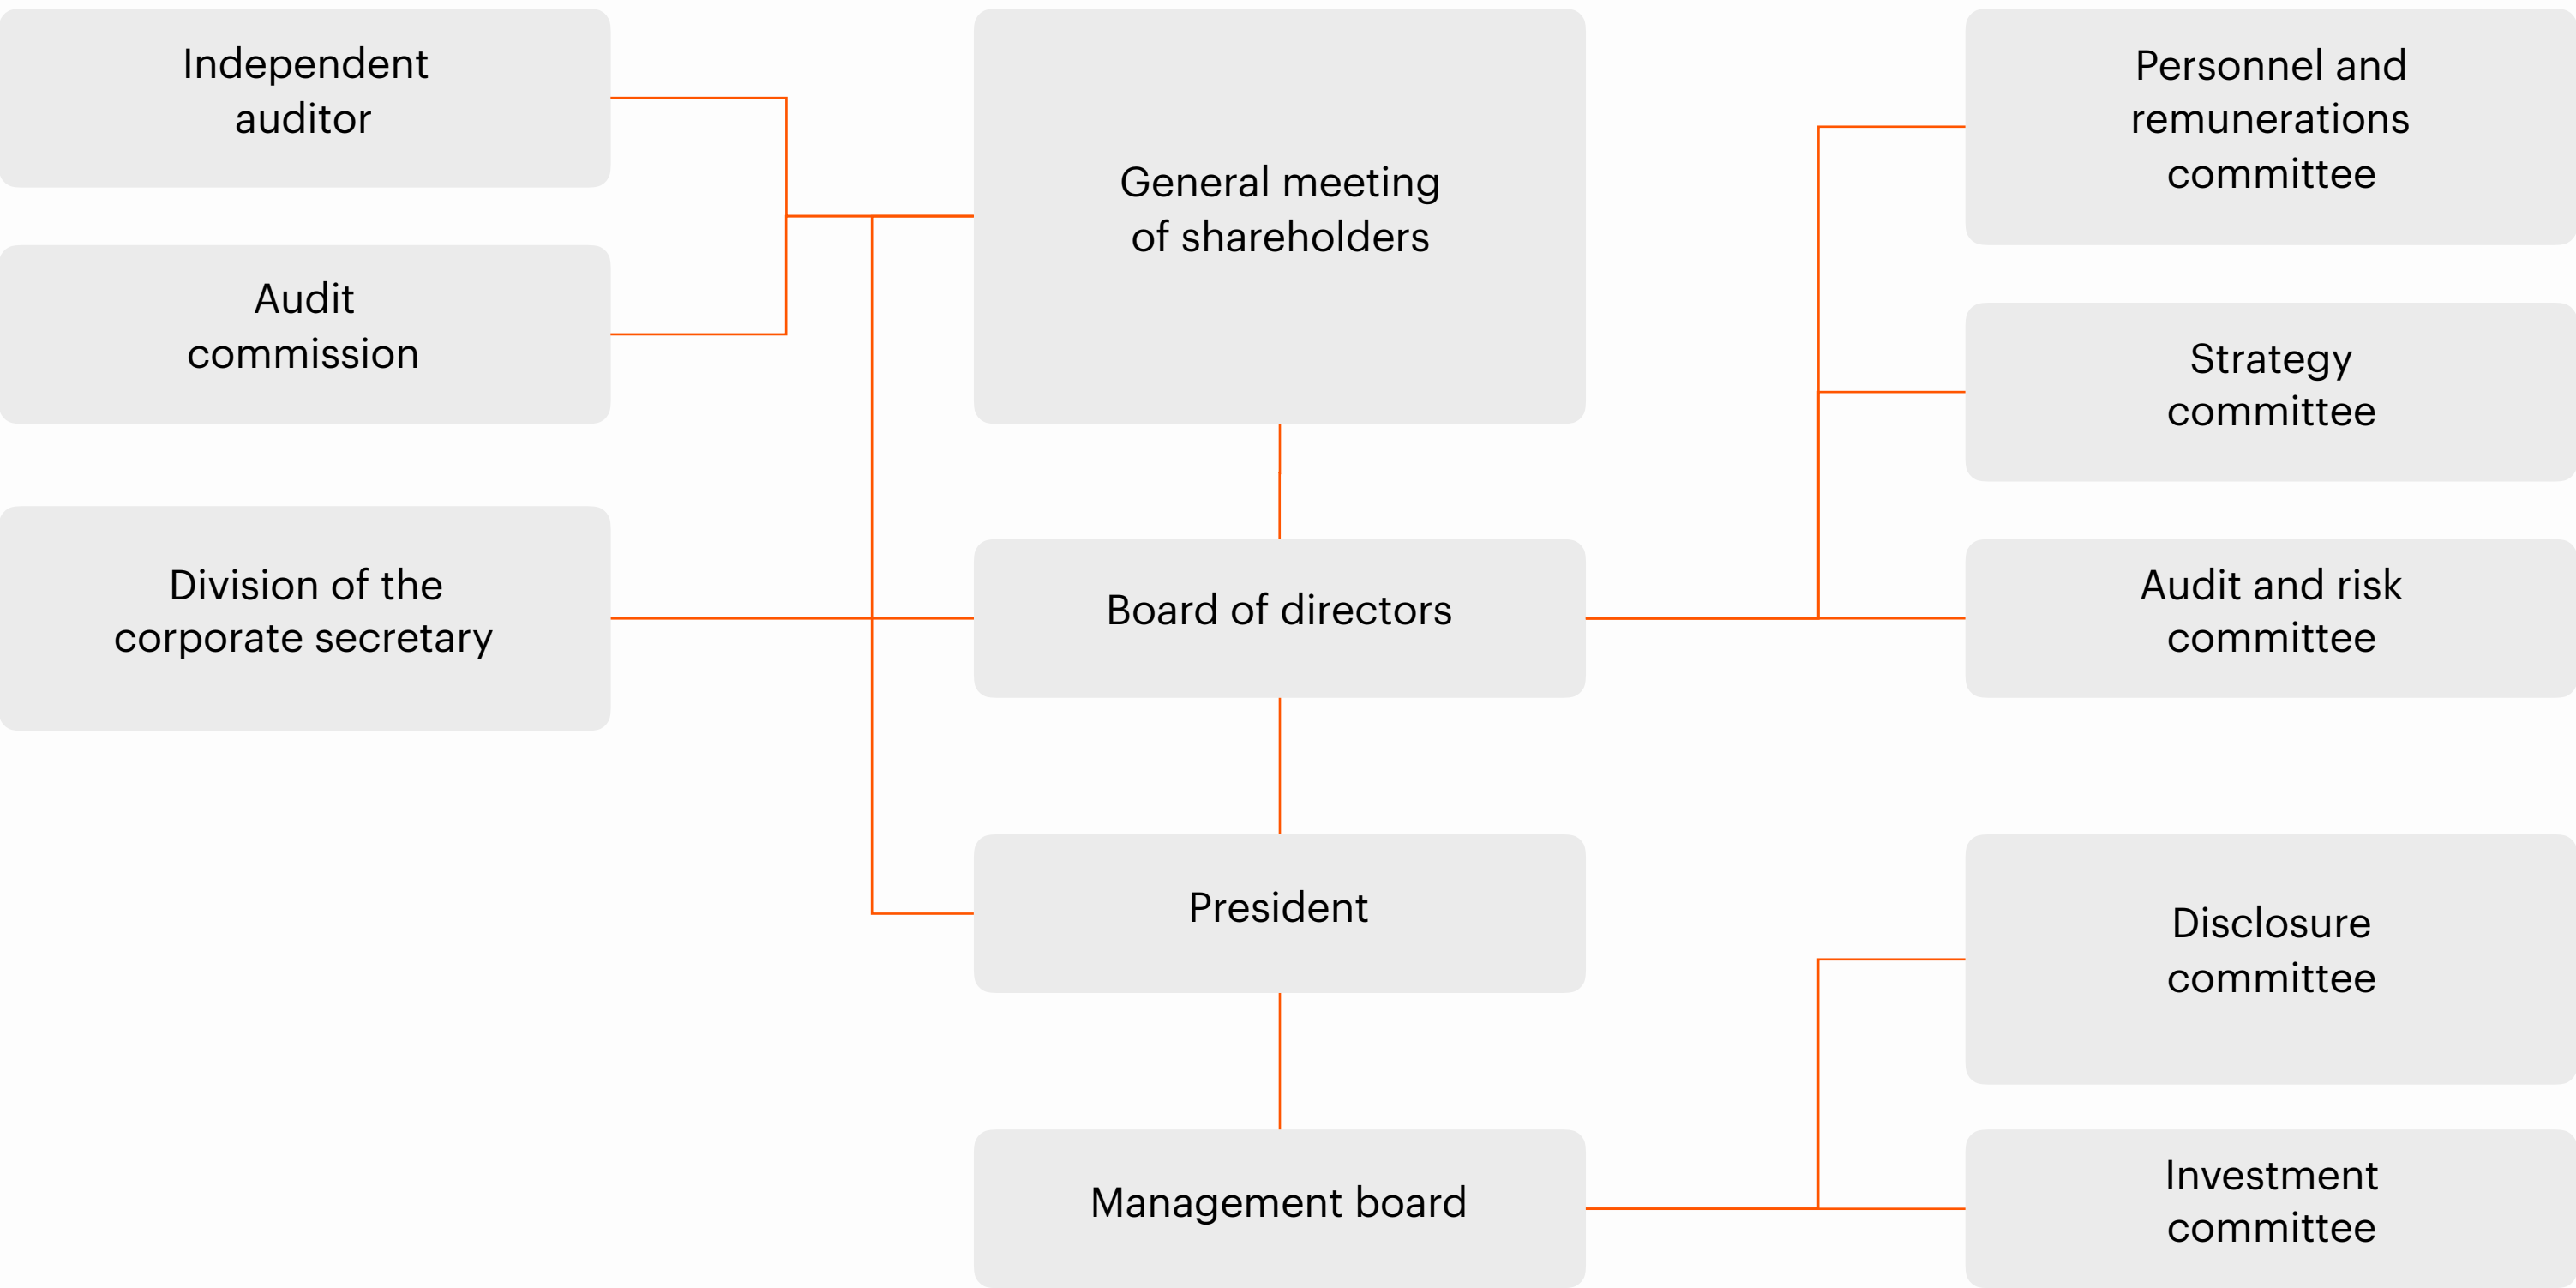 Independent
auditor
Audit
commission
Division of the
corporate secretary
General meeting
of shareholders
Board of directors
President
Management board
Personnel and
remunerations
committee
Strategy
committee
Audit and risk
committee
Disclosure
committee
Investment
committee